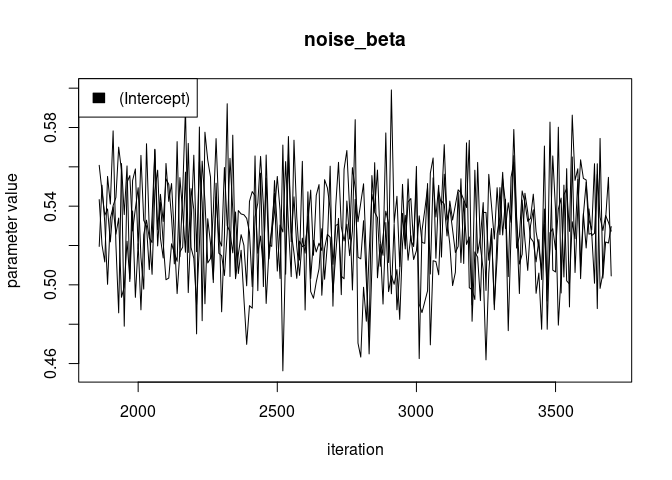 noise_beta
(Intercept)
parameter value
0.58
0.54
0.50
0.46
2000 2500 3000 3500
iteration